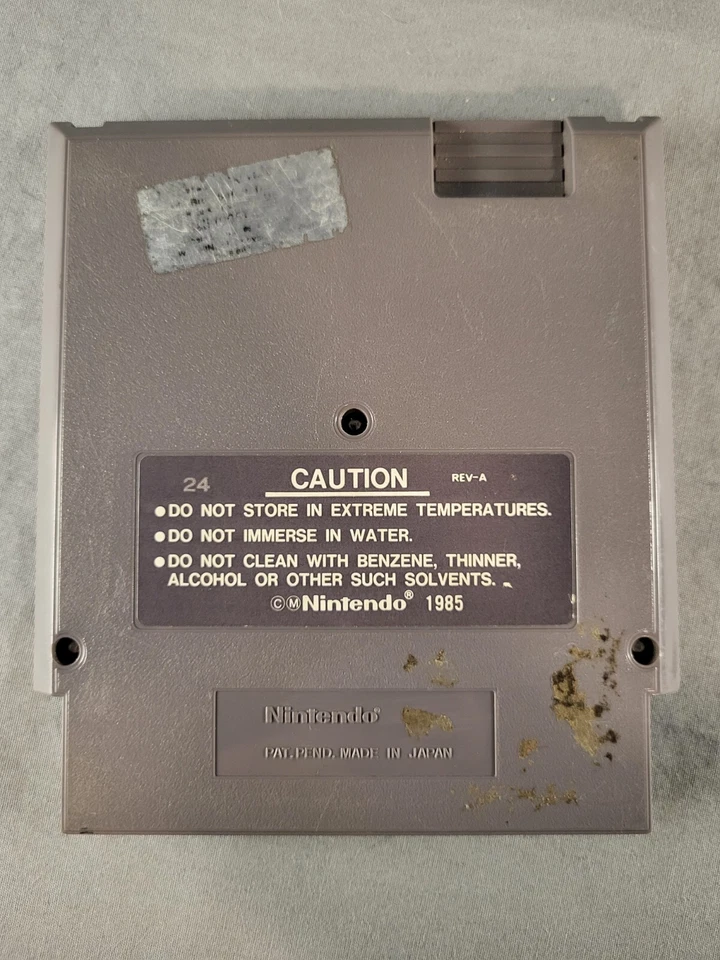 24 CAUTION REV-A
●DO NOT STORE IN EXTREME TEMPERATURES.
●DO NOT IMMERSE IN WATER.
●DO NOT CLEAN WITH BENZENE, THINNER,
ALCOHOL OR OTHER SUCH SOLVENTS.
©ⓂNintendo® 1985
Nintendo®
PAT. PEND. MADE IN JAPAN